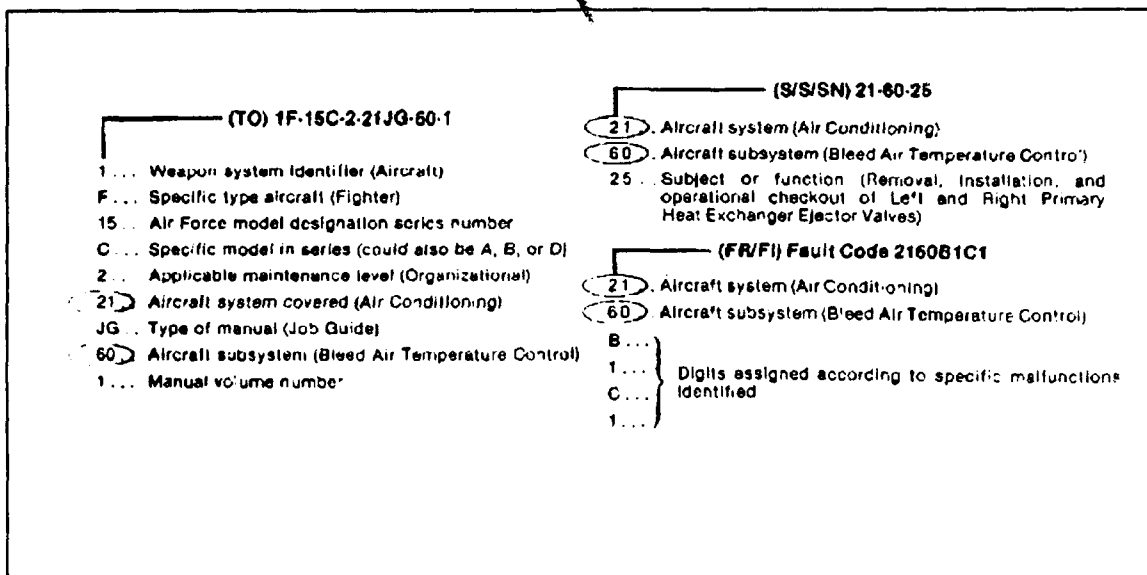 (TO) 1F-15C-2-21JG-60-1
1 ... Weapon system identifier (Aircraft)
F ... Specific type aircraft (Fighter)
15 .. Air Force model designation series number
C ... Specific model in series (could also be A, B, or D)
2 ... Applicable maintenance level (Organizational)
21 Aircraft system covered (Air Conditioning)
JG .. Type of manual (Job Guide)
60 Aircraft subsystem (Bleed Air Temperature Control)
1 ... Manual volume number
(S/S/SN) 21-60-25
21 . Aircraft system (Air Conditioning)
60 . Aircraft subsystem (Bleed Air Temperature Control)
25 .. Subject or function (Removal, Installation, and
operational checkout of Left and Right Primary
Heat Exchanger Ejector Valves)
(FR/FI) Fault Code 2160B1C1
21 . Aircraft system (Air Conditioning)
60 . Aircraft subsystem (Bleed Air Temperature Control)
B ...
1 ...
Digits assigned according to specific malfunctions
identified
C ...
1 ...